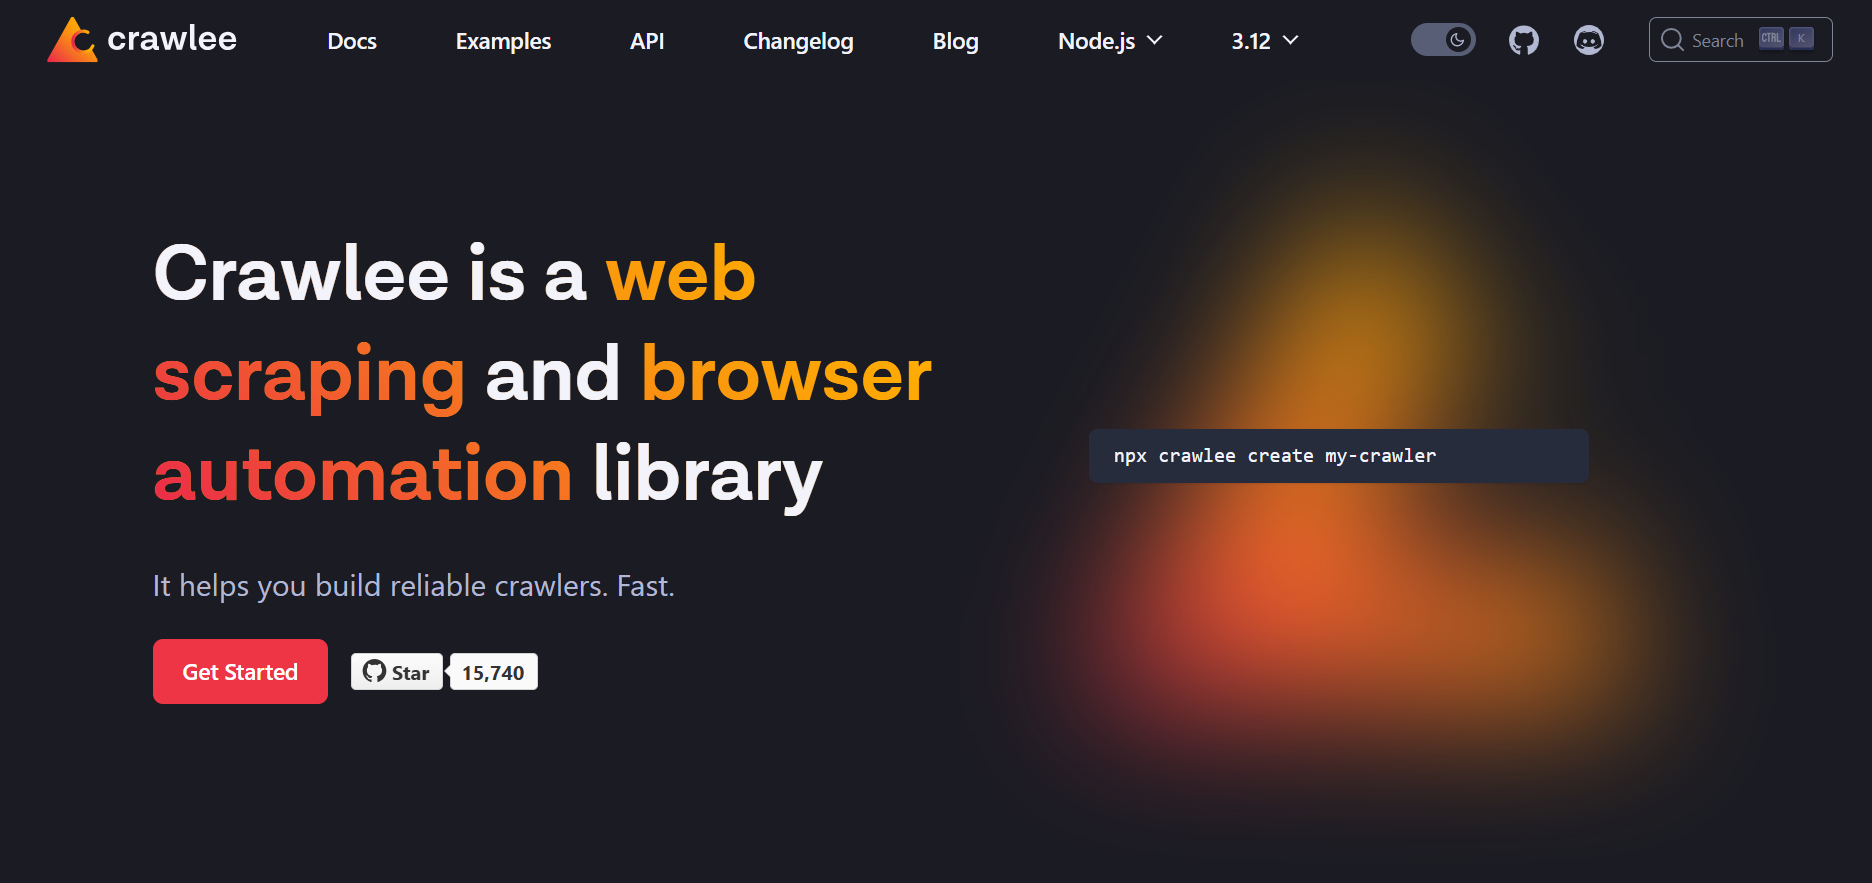 crawlee
Docs
Examples
API
Changelog
Blog
Node.js
3.12
Search
CTRL
K
Crawlee is a web
scraping and browser
automation library
npx crawlee create my-crawler
It helps you build reliable crawlers. Fast.
Get Started
Star
15,740